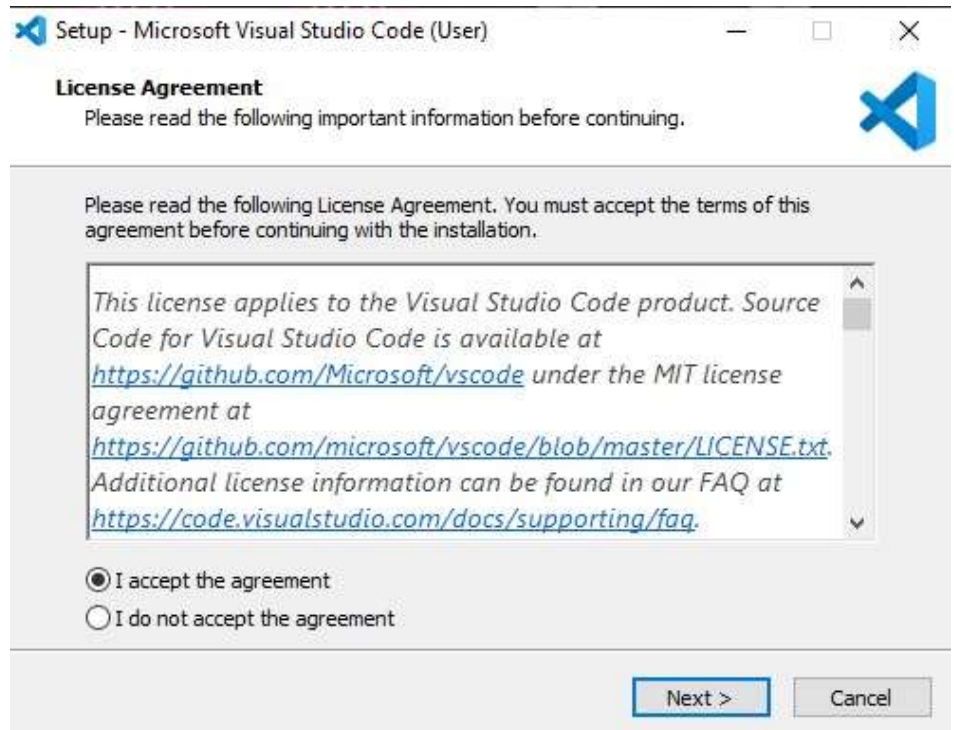 Setup - Microsoft Visual Studio Code (User)
License Agreement
Please read the following important information before continuing.
Please read the following License Agreement. You must accept the terms of this
agreement before continuing with the installation.
This license applies to the Visual Studio Code product. Source
Code for Visual Studio Code is available at
https://github.com/Microsoft/vscode under the MIT license
agreement at
https://github.com/microsoft/vscode/blob/master/LICENSE.txt.
Additional license information can be found in our FAQ at
https://code.visualstudio.com/docs/supporting/faq.
I accept the agreement
I do not accept the agreement
Next > Cancel